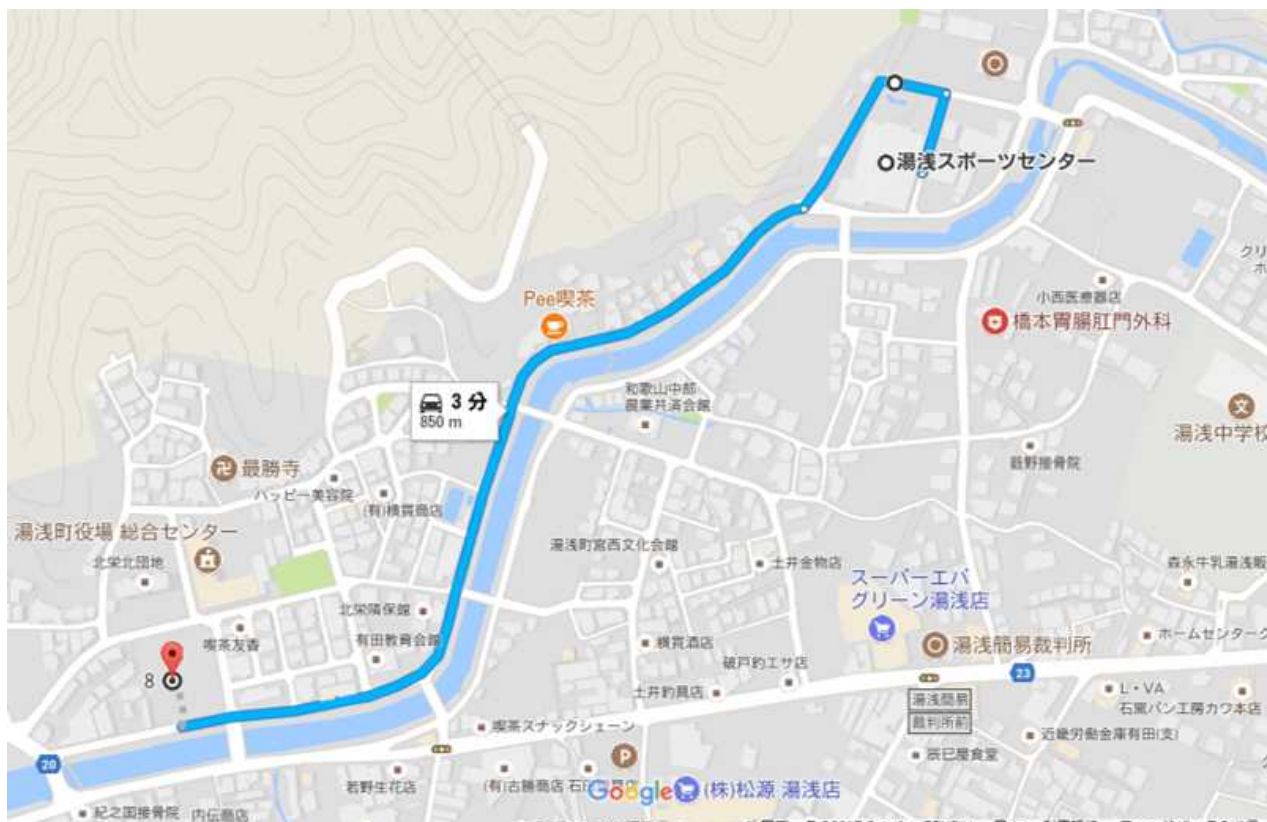 湯浅スポーツセンター
クリ
ホ
小西医療器店
Pee喫茶
橋本胃腸肛門外科
3 分
850 m
和歌山中部
農業共済会館
湯浅中学校
最勝寺
ハッピー美容院
(有)横貫商店
湯浅町役場 総合センター
北栄北団地
湯浅町宮西文化会館
土井金物店
森永牛乳湯浅販
スーパーエバ
グリーン湯浅店
北栄隣保館
喫茶友香
有田教育会館
横貫酒店
湯浅簡易裁判所
ホームセンターク
破戸釣エサ店
23
8
土井釣具店
湯浅簡易
裁判所前
L・VA
石窯パン工房カワ本店
喫茶スナックシェーン
近畿労働金庫有田(支)
辰巳屋食堂
20
若野生花店
(有)古勝商店
Google
(株)松源 湯浅店
紀之国接骨院
内伝商店